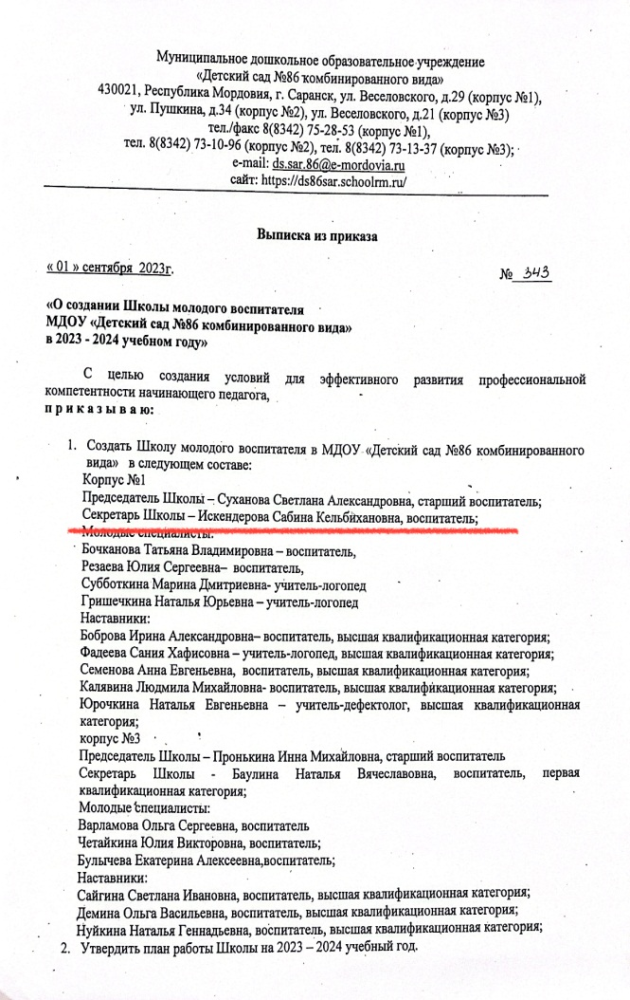 Муниципальное дошкольное образовательное учреждение
«Детский сад №86 комбинированного вида»
430021, Республика Мордовия, г. Саранск, ул. Веселовского, д.29 (корпус №1),
ул. Пушкина, д.34 (корпус №2), ул. Веселовского, д.21 (корпус №3)
тел./факс 8(8342) 75-28-53 (корпус №1),
тел. 8(8342) 73-10-96 (корпус №2), тел. 8(8342) 73-13-37 (корпус №3);
e-mail: ds.sar.86@e-mordovia.ru
сайт: https://ds86sar.schoolrm.ru/
Выписка из приказа
« 01 » сентября 2023г.
№ 343
«О создании Школы молодого воспитателя
МДОУ «Детский сад №86 комбинированного вида»
в 2023 - 2024 учебном году»
С целью создания условий для эффективного развития профессиональной
компетентности начинающего педагога,
п р и к а з ы в а ю:
1. Создать Школу молодого воспитателя в МДОУ «Детский сад №86 комбинированного
вида» в следующем составе:
Корпус №1
Председатель Школы – Суханова Светлана Александровна, старший воспитатель;
Секретарь Школы – Искендерова Сабина Кельбихановна, воспитатель;
Молодые специалисты:
Бочканова Татьяна Владимировна – воспитатель,
Резаева Юлия Сергеевна– воспитатель,
Субботкина Марина Дмитриевна- учитель-логопед
Гришечкина Наталья Юрьевна – учитель-логопед
Наставники:
Боброва Ирина Александровна– воспитатель, высшая квалификационная категория;
Фадеева Сания Хафисовна – учитель-логопед, высшая квалификационная категория;
Семенова Анна Евгеньевна, воспитатель, высшая квалификационная категория;
Калявина Людмила Михайловна- воспитатель, высшая квалификационная категория;
Юрочкина Наталья Евгеньевна – учитель-дефектолог, высшая квалификационная
категория;
корпус №3
Председатель Школы – Пронькина Инна Михайловна, старший воспитатель
Секретарь Школы - Баулина Наталья Вячеславовна, воспитатель, первая
квалификационная категория;
Молодые специалисты:
Варламова Ольга Сергеевна, воспитатель
Четайкина Юлия Викторовна, воспитатель;
Булычева Екатерина Алексеевна,воспитатель;
Наставники:
Сайгина Светлана Ивановна, воспитатель, высшая квалификационная категория;
Демина Ольга Васильевна, воспитатель, высшая квалификационная категория;
Нуйкина Наталья Геннадьевна, воспитатель, высшая квалификационная категория;
2. Утвердить план работы Школы на 2023 – 2024 учебный год.